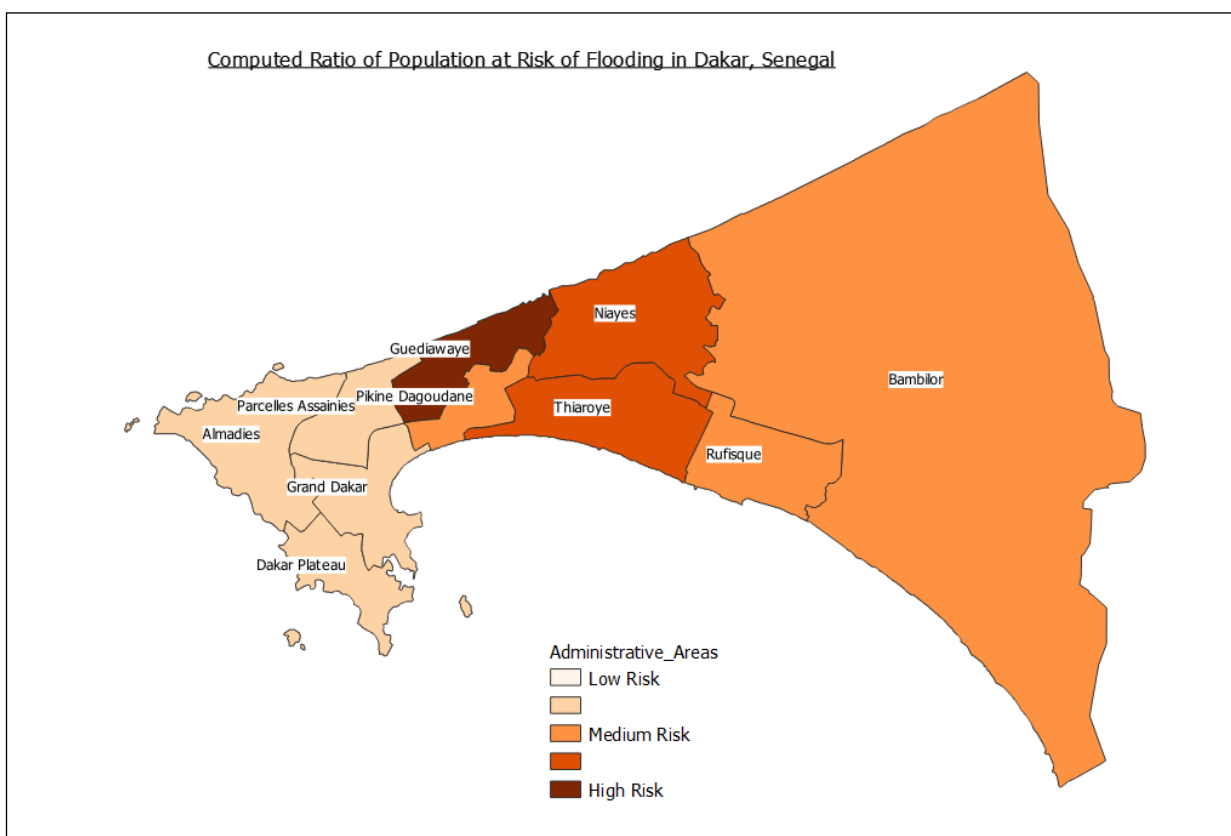 Computed Ratio of Population at Risk of Flooding in Dakar, Senegal
Niayes
Guediawaye
Bambilor
Pikine Dagoudane
Parcelles Assainies
Thiaroye
Almadies
Rufisque
Grand Dakar
Dakar Plateau
Administrative_Areas
Low Risk
Medium Risk
High Risk